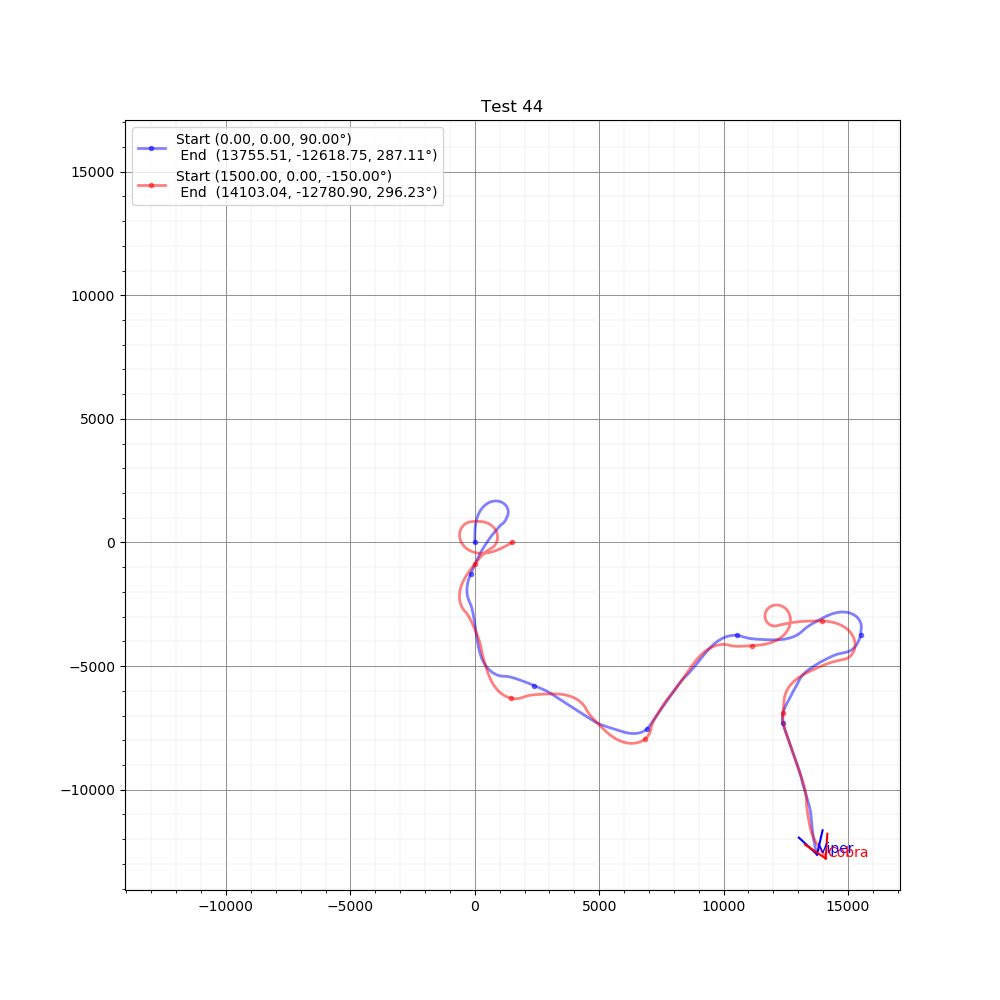 Test 44
Start (0.00, 0.00, 90.00°)
End (13755.51, -12618.75, 287.11°)
Start (1500.00, 0.00, -150.00°)
End (14103.04, -12780.90, 296.23°)
15000
10000
5000
0
−5000
−10000
Viper
Cobra
−10000
−5000
0
5000
10000
15000